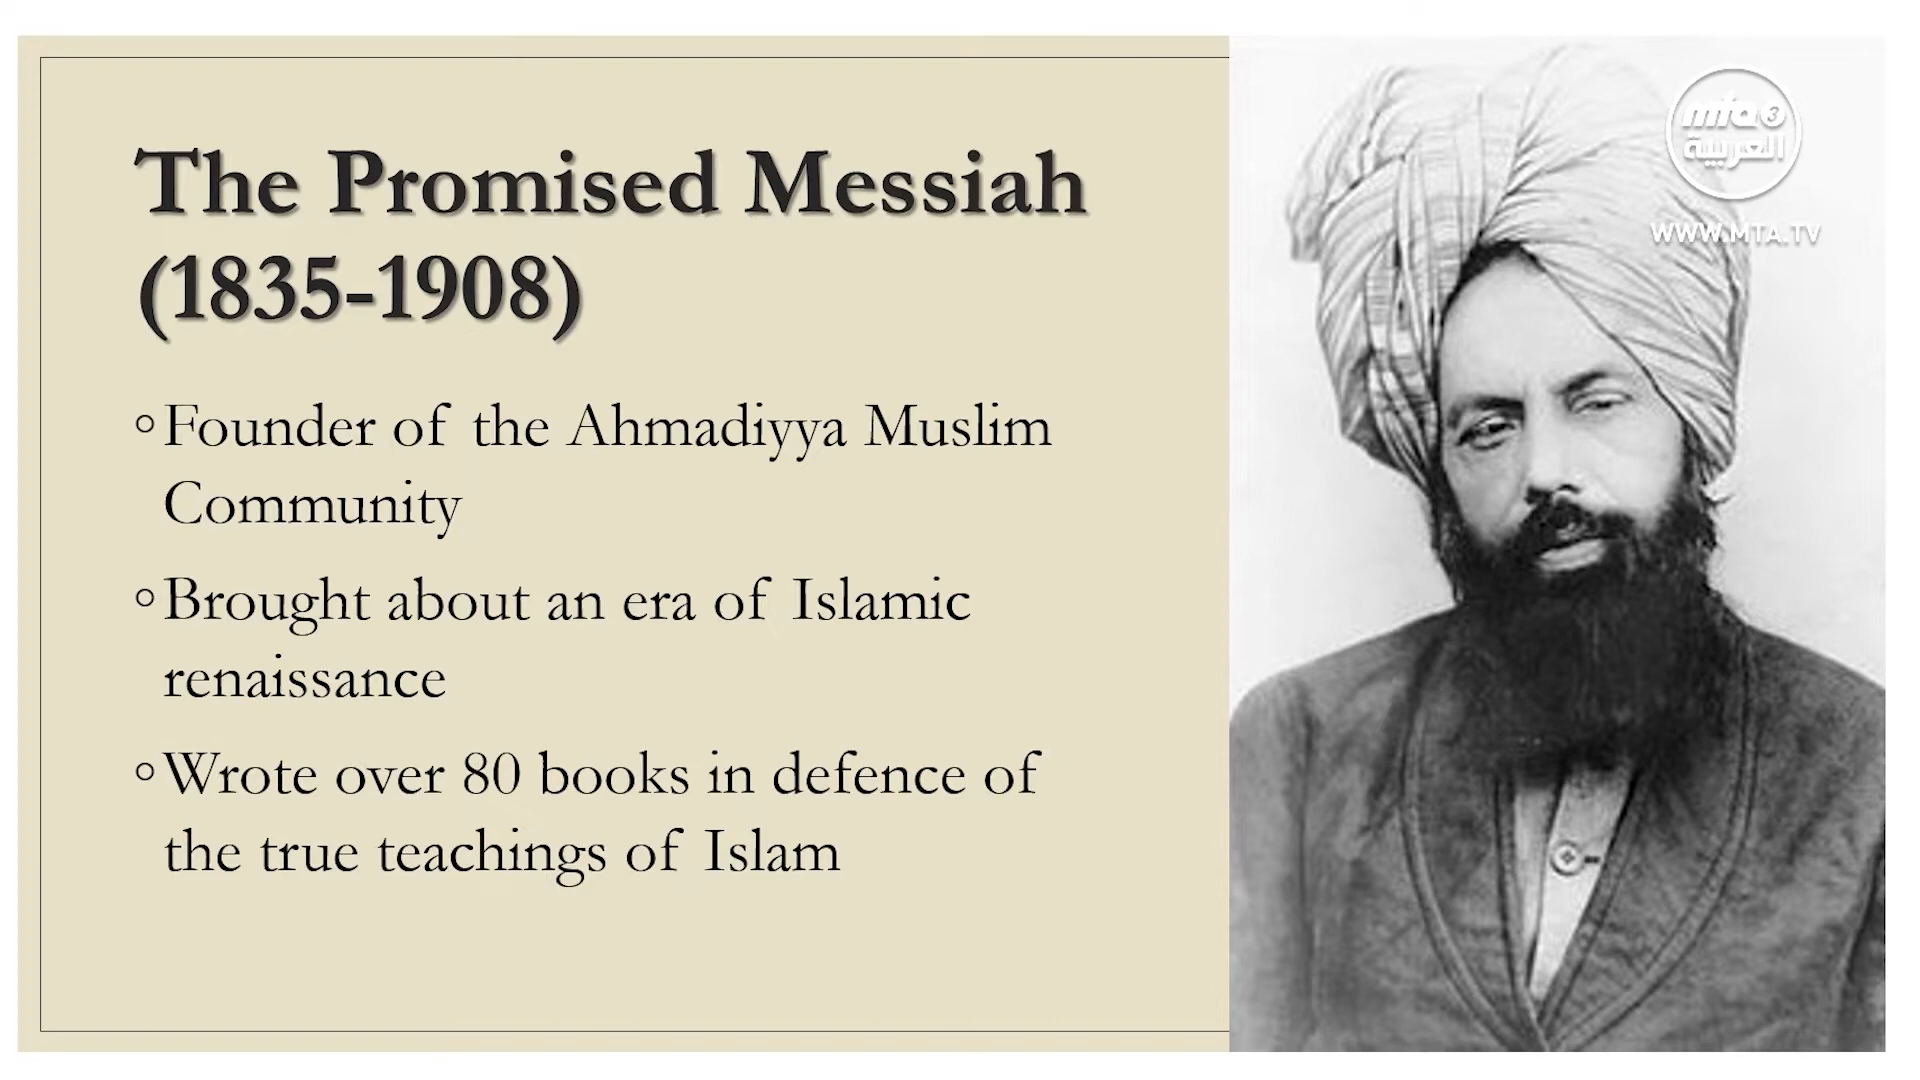 The Promised Messiah
(1835-1908)
Founder of the Ahmadiyya Muslim
Community
Brought about an era of Islamic
renaissance
Wrote over 80 books in defence of
the true teachings of Islam
mta 3
العربية
WWW.MTA.TV